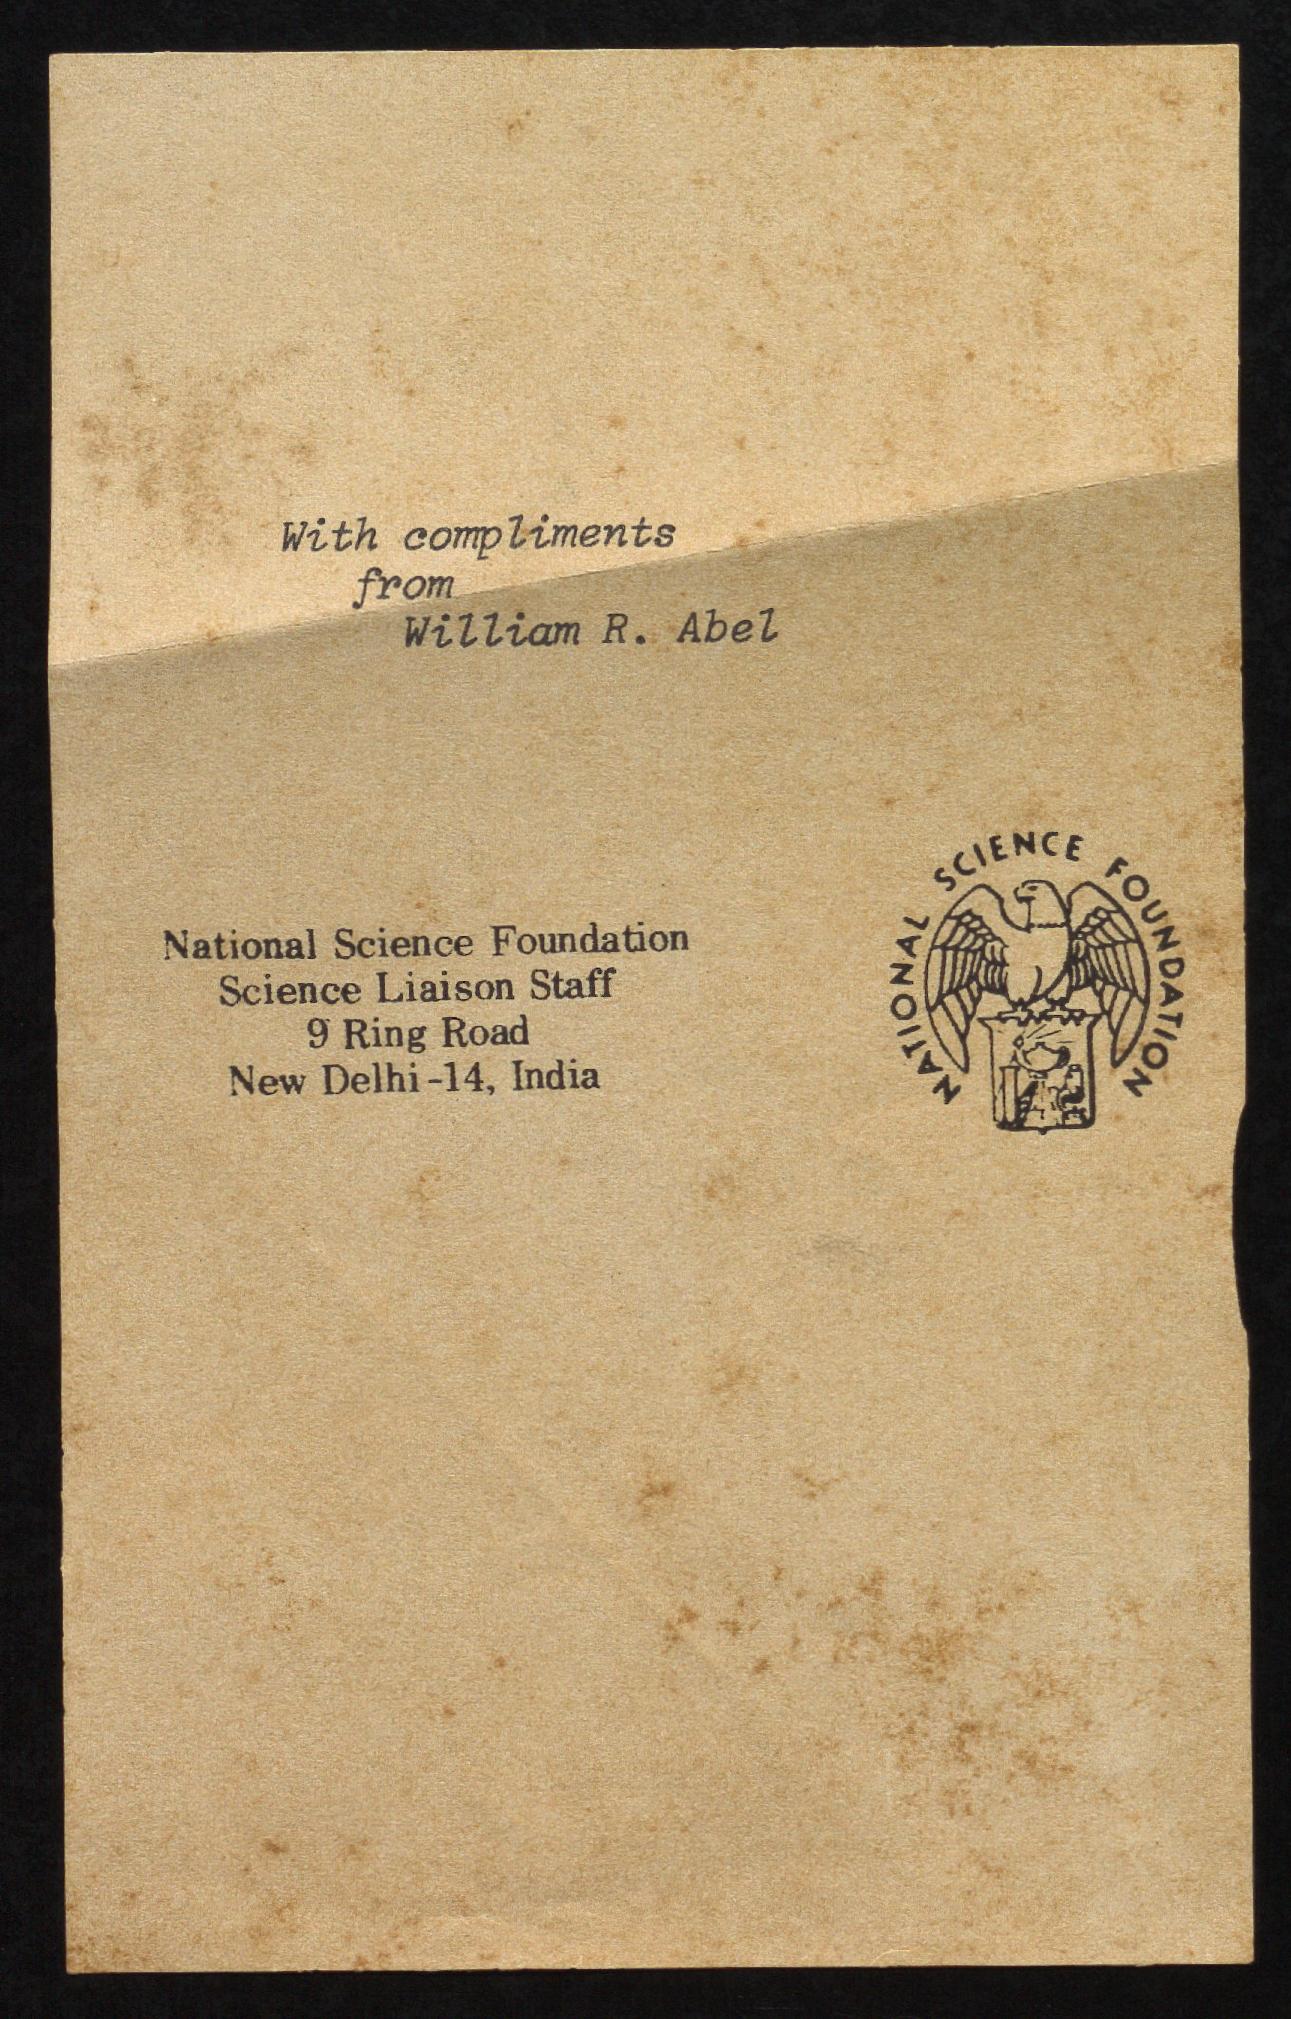 With compliments
from
William R. Abel
National Science Foundation
Science Liaison Staff
9 Ring Road
New Delhi-14, India
NATIONAL SCIENCE FOUNDATION